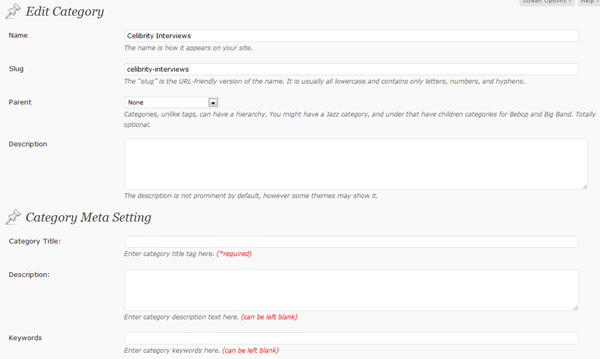 Screen Options
Help
Edit Category
Name
Celibrity Interviews
The name is how it appears on your site.
Slug
celibrity-interviews
The "slug" is the URL-friendly version of the name. It is usually all lowercase and contains only letters, numbers, and hyphens.
Parent
None
Categories, unlike tags, can have a hierarchy. You might have a Jazz category, and under that have children categories for Bebop and Big Band. Totally
optional.
Description
The description is not prominent by default, however some themes may show it.
Category Meta Setting
Category Title:
Enter category title tag here. (*required)
Description:
Enter category description text here. (can be left blank)
Keywords
Enter category keywords here. (can be left blank)